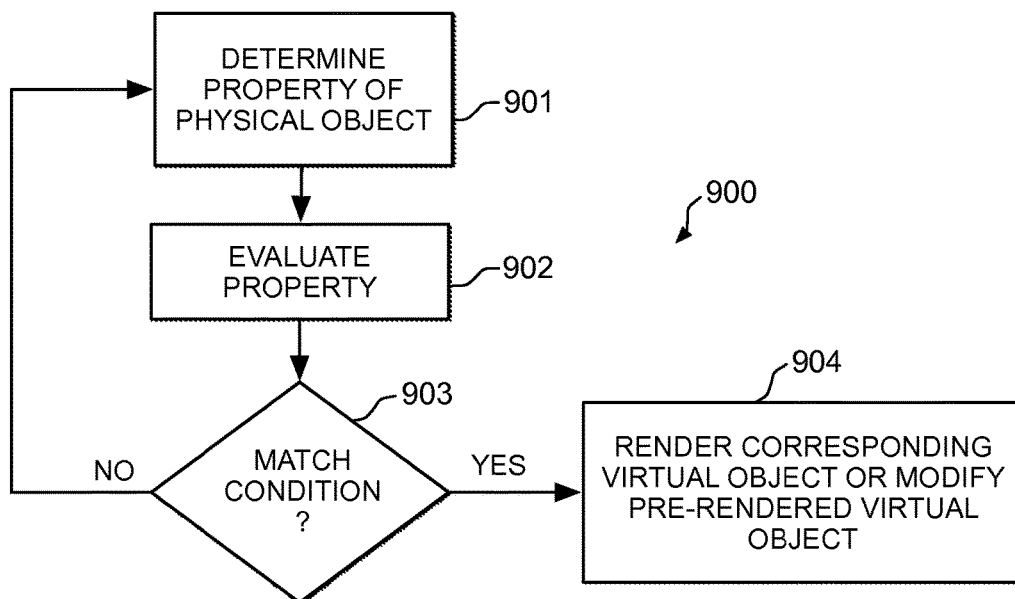 DETERMINE
PROPERTY OF
PHYSICAL OBJECT
901
900
EVALUATE
PROPERTY
902
903
904
MATCH
CONDITION
?
NO
YES
RENDER CORRESPONDING
VIRTUAL OBJECT OR MODIFY
PRE-RENDERED VIRTUAL
OBJECT